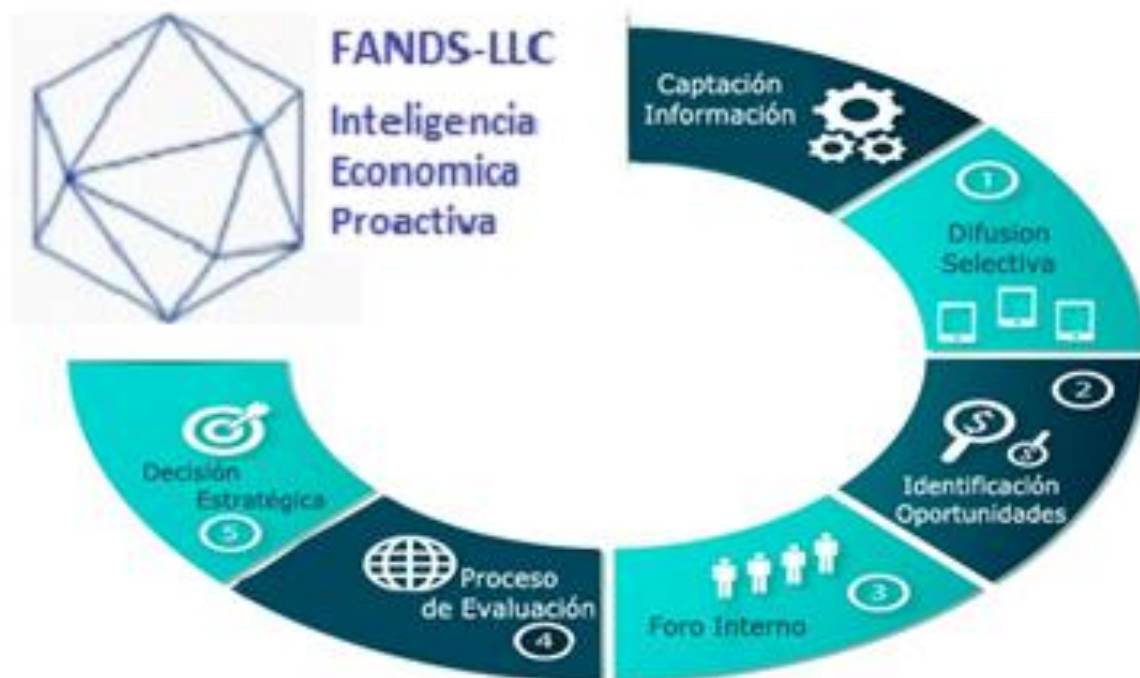 FANDS-LLC
Inteligencia
Economica
Proactiva
Captación
Información
1
Difusion
Selectiva
2
Identificación
Oportunidades
3
Foro Interno
Proceso
de Evaluación
4
Decisión
Estratégica
5